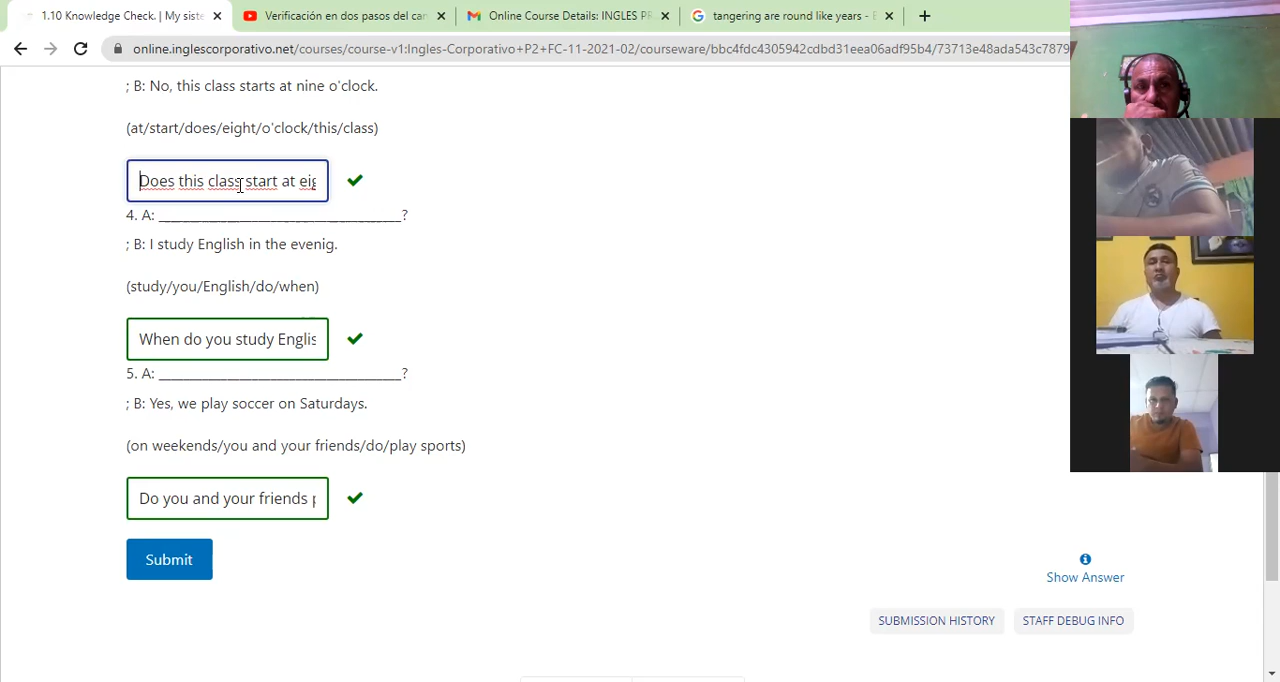 1.10 Knowledge Check. | My siste
Verificación en dos pasos del car
Online Course Details: INGLES PR
tangering are round like years - B
online.inglescorporativo.net/courses/course-v1:Ingles-Corporativo+P2+FC-11-2021-02/courseware/bbc4fdc4305942cdbd31eea06adf95b4/73713e48ada543c7879
; B: No, this class starts at nine o'clock.
(at/start/does/eight/o'clock/this/class)
Does this class start at eig
4. A: ________________________________?
; B: I study English in the evenig.
(study/you/English/do/when)
When do you study Englis
5. A: ________________________________?
; B: Yes, we play soccer on Saturdays.
(on weekends/you and your friends/do/play sports)
Do you and your friends p
Submit
Show Answer
SUBMISSION HISTORY
STAFF DEBUG INFO